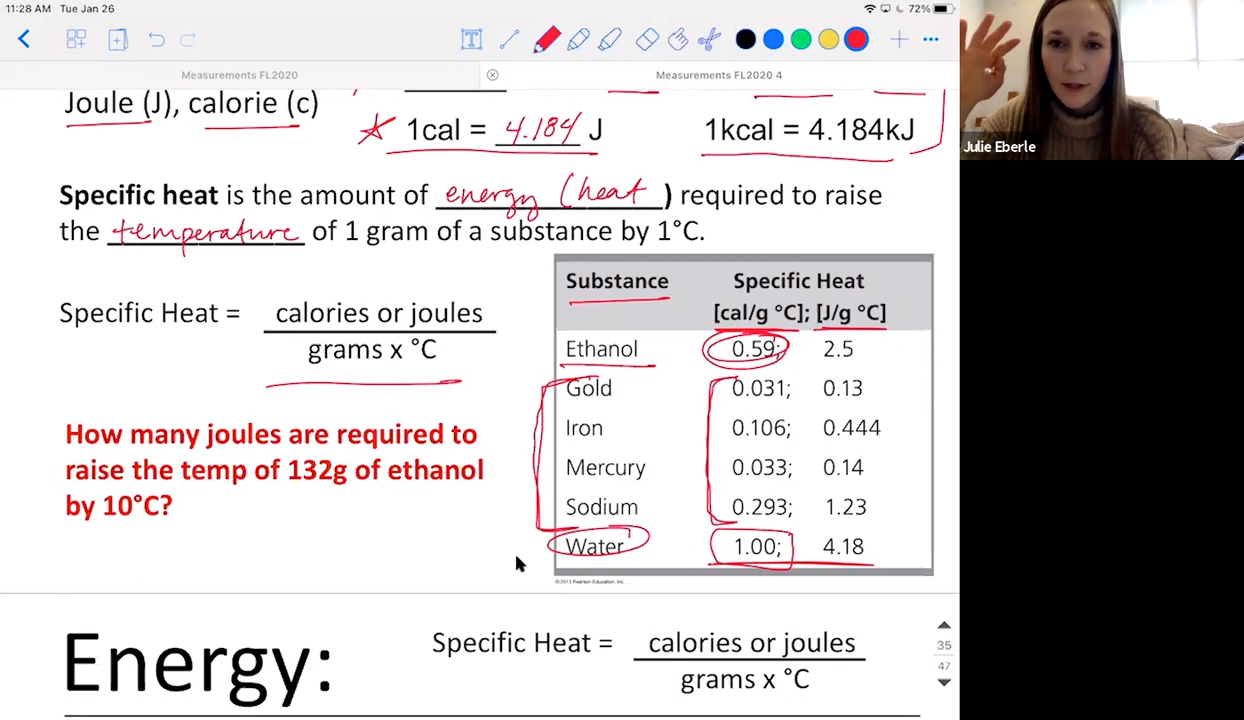 11:28 AM Tue Jan 26
72%
T
Measurements FL2020
Measurements FL2020 4
Joule (J), calorie (c)
1cal = 4.184 J
1kcal = 4.184kJ
Julie Eberle
Specific heat is the amount of energy (heat ) required to raise
the temperature of 1 gram of a substance by 1°C.
Specific Heat =
calories or joules
grams x °C
Substance
Specific Heat
[cal/g °C]; [J/g °C]
Ethanol 0.59; 2.5
Gold 0.031; 0.13
Iron 0.106; 0.444
Mercury 0.033; 0.14
Sodium 0.293; 1.23
Water 1.00; 4.18
© 2013 Pearson Education, Inc.
How many joules are required to
raise the temp of 132g of ethanol
by 10°C?
Energy:
Specific Heat =
calories or joules
grams x °C
35
47